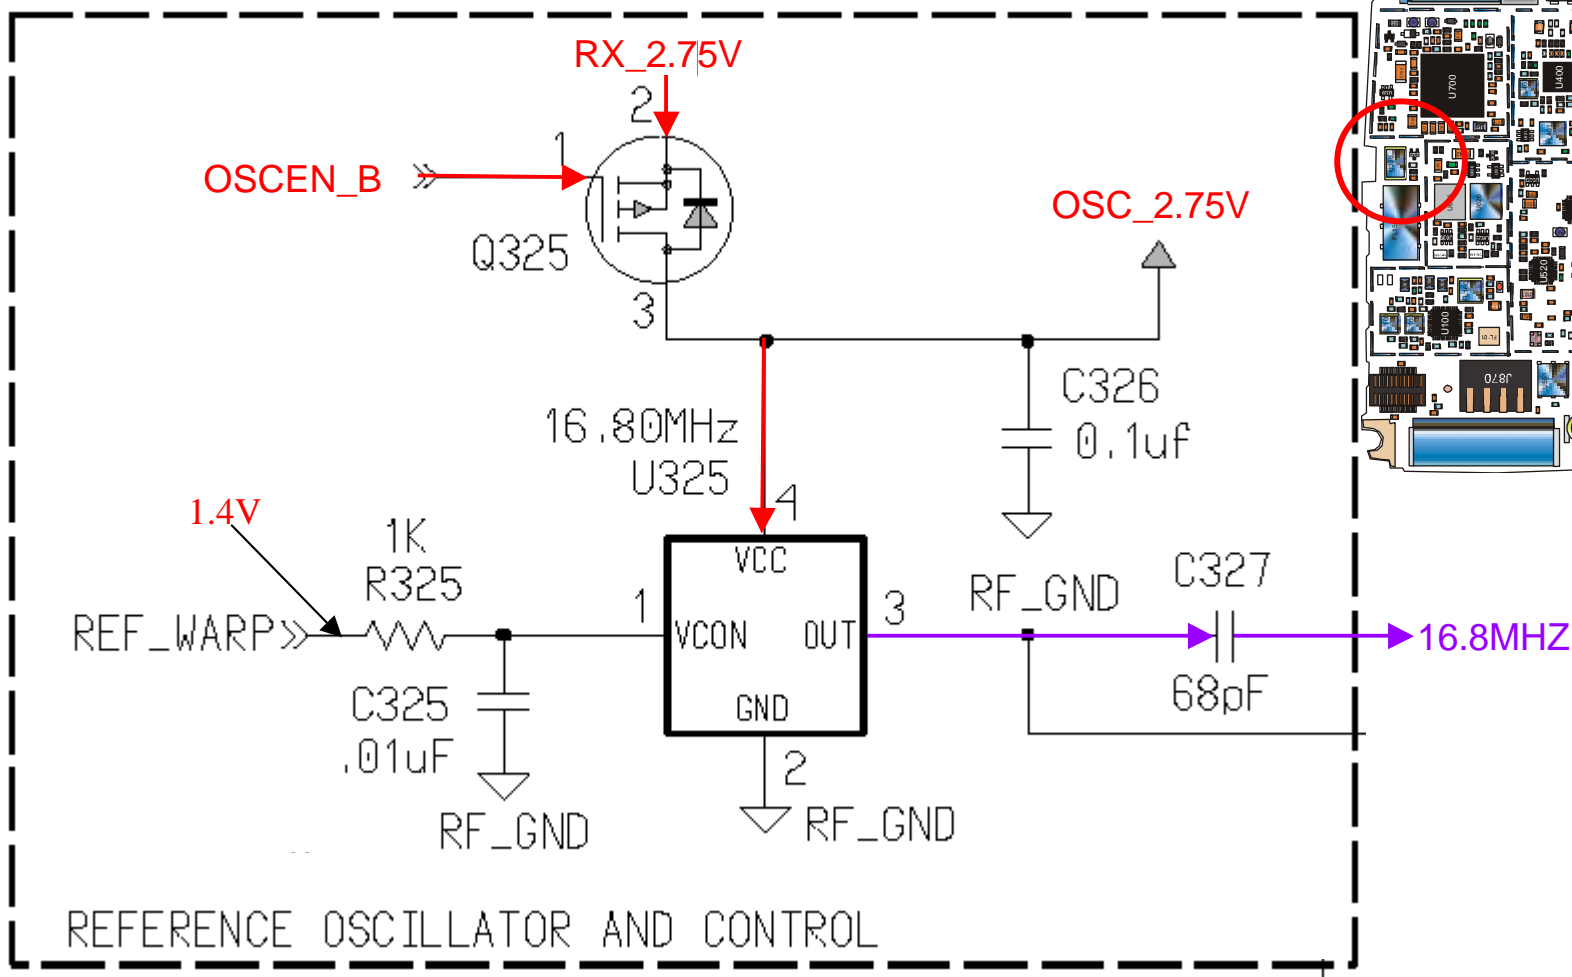 RX_2.75V
2
1
OSCEN_B
Q325
3
OSC_2.75V
C326
0.1uf
16.80MHz
U325
4
1.4V
1K
R325
VCC
RF_GND
C327
REF_WARP
1
VCON
OUT
3
16.8MHZ
C325
.01uF
GND
68pF
2
RF_GND
RF_GND
REFERENCE OSCILLATOR AND CONTROL
U700
U400
U520
U100
J870